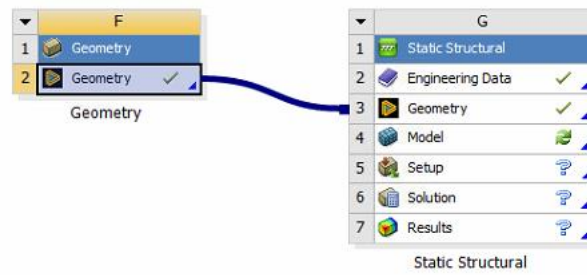 F
1 Geometry
2 Geometry
Geometry
G
1 Static Structural
2 Engineering Data
3 Geometry
4 Model
5 Setup
6 Solution
7 Results
Static Structural